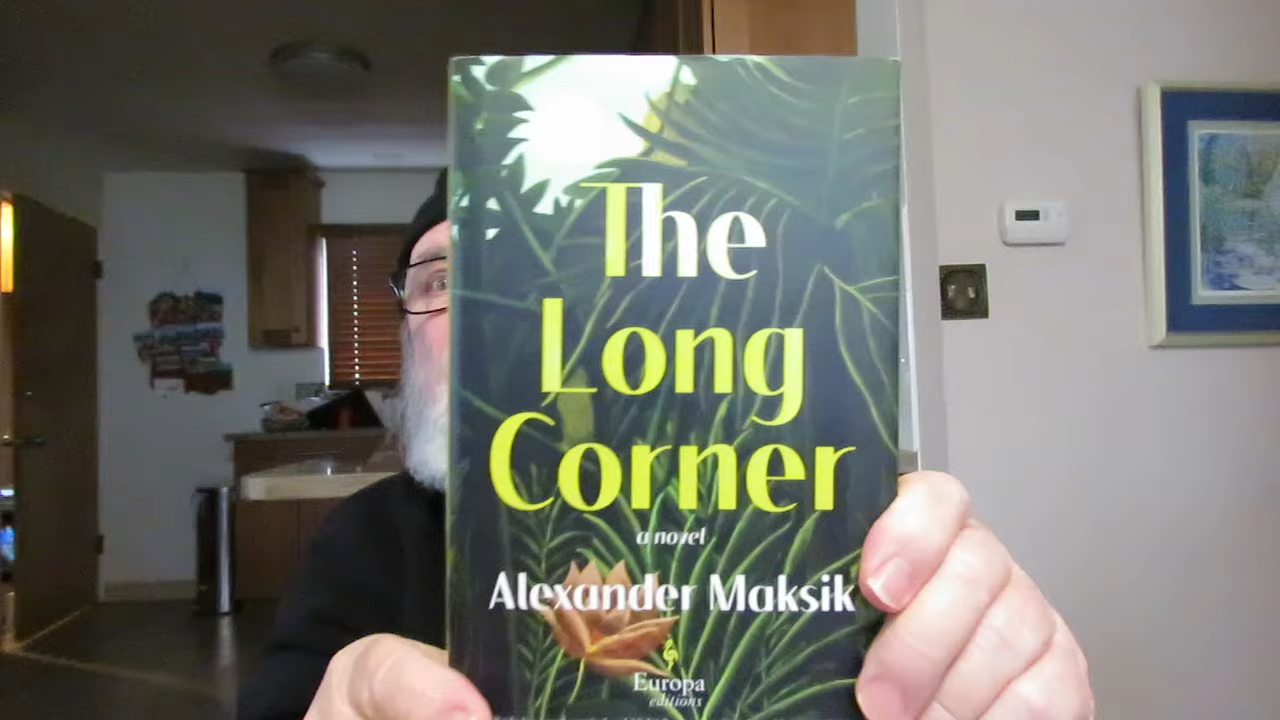 The
Long
Corner
a novel
Alexander Maksik
Europa
editions